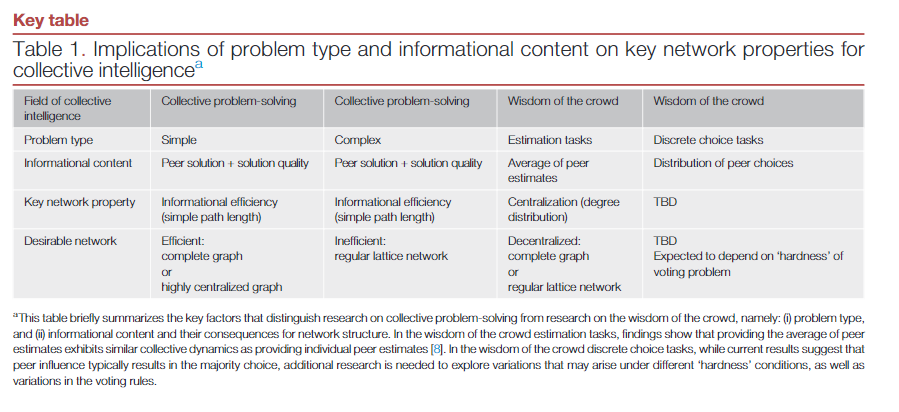 Key table
Table 1. Implications of problem type and informational content on key network properties for
collective intelligenceᵃ
Field of collective intelligence | Collective problem-solving | Collective problem-solving | Wisdom of the crowd | Wisdom of the crowd
Problem type | Simple | Complex | Estimation tasks | Discrete choice tasks
Informational content | Peer solution + solution quality | Peer solution + solution quality | Average of peer estimates | Distribution of peer choices
Key network property | Informational efficiency (simple path length) | Informational efficiency (simple path length) | Centralization (degree distribution) | TBD
Desirable network | Efficient: complete graph or highly centralized graph | Inefficient: regular lattice network | Decentralized: complete graph or regular lattice network | TBD Expected to depend on ‘hardness’ of voting problem
ᵃThis table briefly summarizes the key factors that distinguish research on collective problem-solving from research on the wisdom of the crowd, namely: (i) problem type,
and (ii) informational content and their consequences for network structure. In the wisdom of the crowd estimation tasks, findings show that providing the average of peer
estimates exhibits similar collective dynamics as providing individual peer estimates [8]. In the wisdom of the crowd discrete choice tasks, while current results suggest that
peer influence typically results in the majority choice, additional research is needed to explore variations that may arise under different ‘hardness’ conditions, as well as
variations in the voting rules.